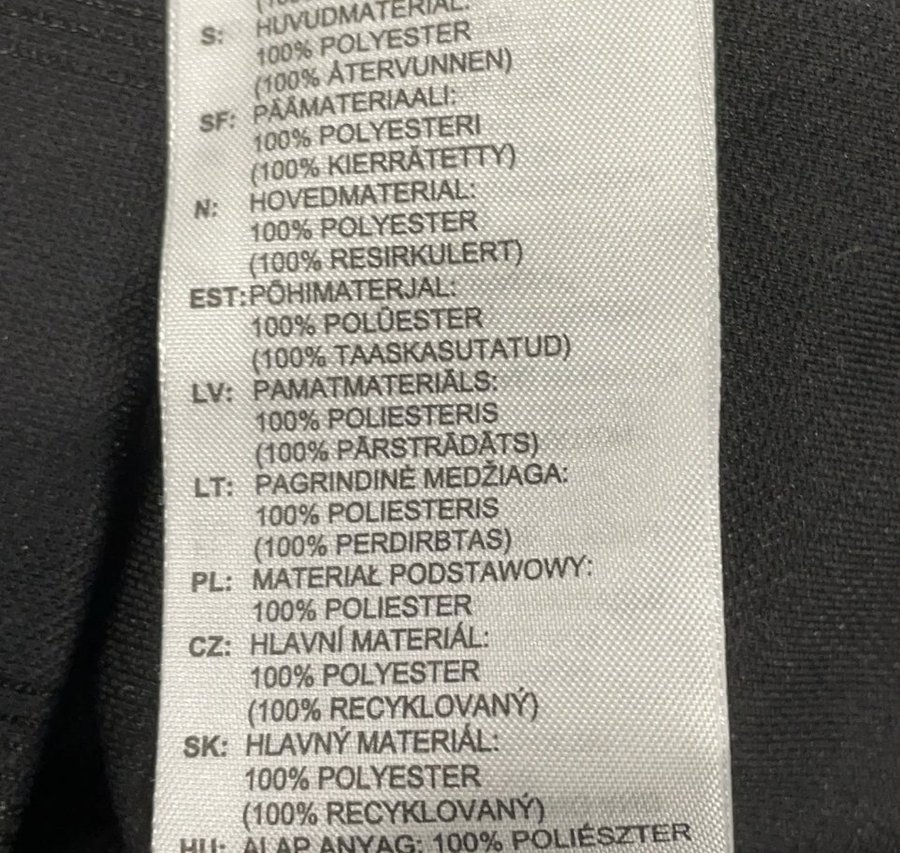 S: HUVUDMATERIAL:
100% POLYESTER
(100% ÅTERVUNNEN)
SF: PÄÄMATERIAALI:
100% POLYESTERI
(100% KIERRÄTETTY)
N: HOVEDMATERIAL:
100% POLYESTER
(100% RESIRKULERT)
EST: PÕHIMATERJAL:
100% POLÜESTER
(100% TAASKASUTATUD)
LV: PAMATMATERIĀLS:
100% POLIESTERIS
(100% PĀRSTRĀDĀTS)
LT: PAGRINDINĖ MEDŽIAGA:
100% POLIESTERIS
(100% PERDIRBTAS)
PL: MATERIAŁ PODSTAWOWY:
100% POLIESTER
CZ: HLAVNÍ MATERIÁL:
100% POLYESTER
(100% RECYKLOVANÝ)
SK: HLAVNÝ MATERIÁL:
100% POLYESTER
(100% RECYKLOVANÝ)
HU: ALAP ANYAG: 100% POLIÉSZTER